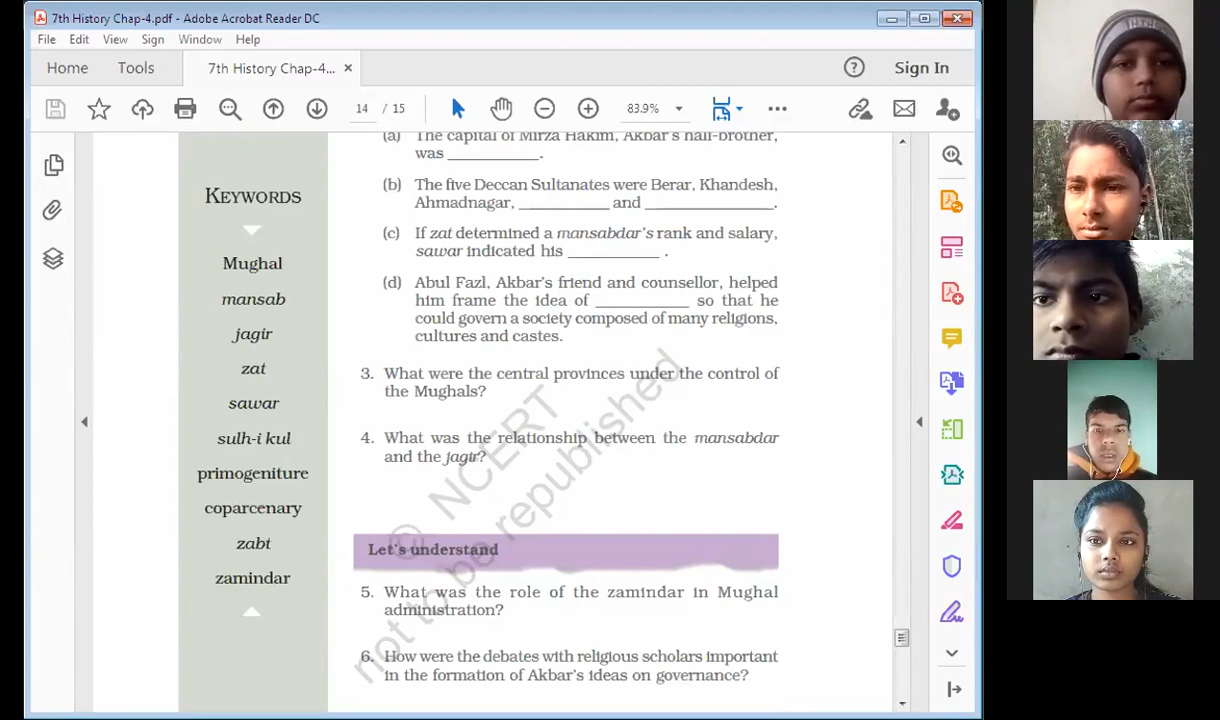 7th History Chap-4.pdf - Adobe Acrobat Reader DC
File Edit View Sign Window Help
Home Tools 7th History Chap-4... × Sign In
14 / 15 83.9%
KEYWORDS
Mughal
mansab
jagir
zat
sawar
sulh-i kul
primogeniture
coparcenary
zabt
zamindar
(a) The capital of Mirza Hakim, Akbar's half-brother,
was ___________.
(b) The five Deccan Sultanates were Berar, Khandesh,
Ahmadnagar, ___________ and _______________.
(c) If zat determined a mansabdar's rank and salary,
sawar indicated his ___________ .
(d) Abul Fazl, Akbar's friend and counsellor, helped
him frame the idea of ___________ so that he
could govern a society composed of many religions,
cultures and castes.
3. What were the central provinces under the control of
the Mughals?
4. What was the relationship between the mansabdar
and the jagir?
Let's understand
5. What was the role of the zamindar in Mughal
administration?
6. How were the debates with religious scholars important
in the formation of Akbar's ideas on governance?
© NCERT
not to be republished